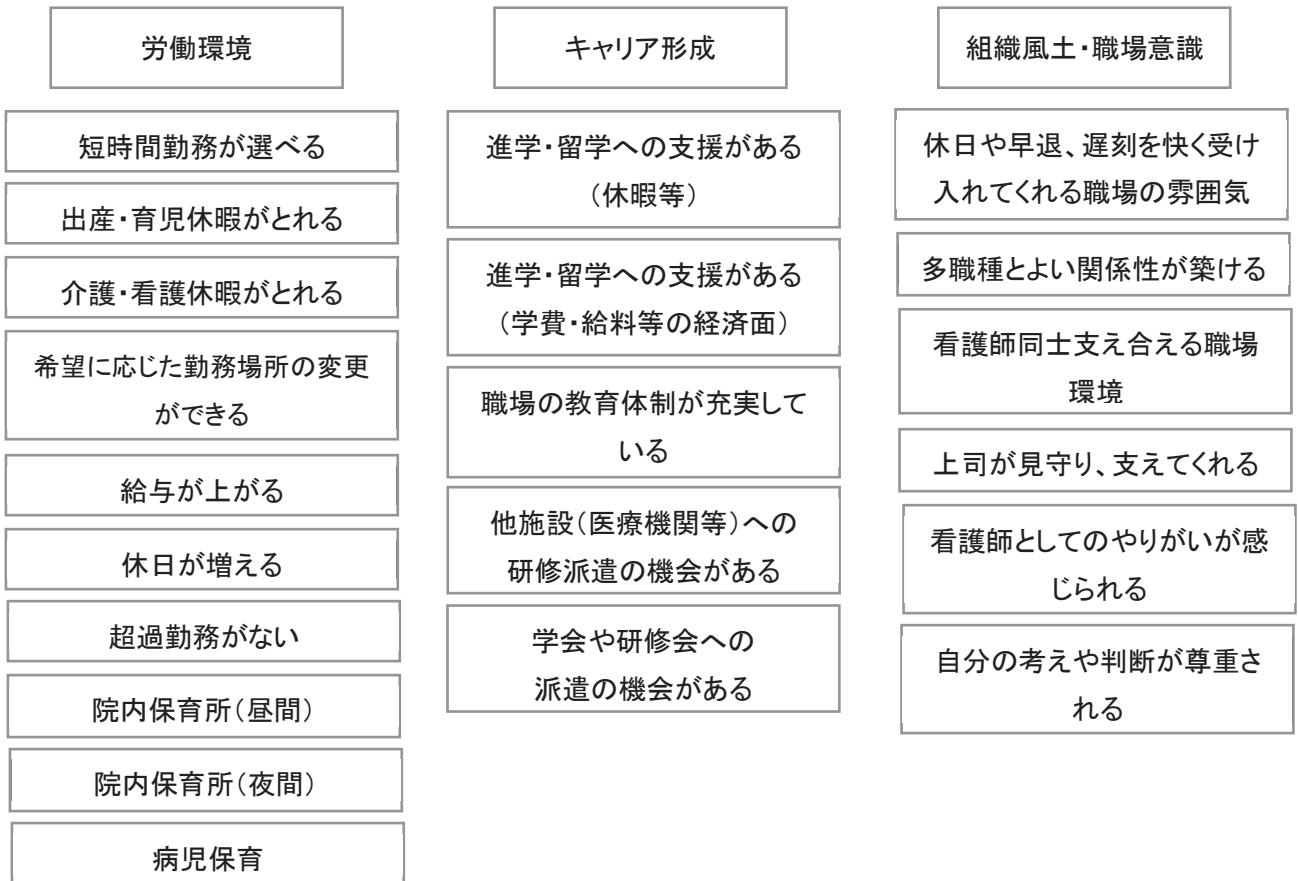 労働環境
短時間勤務が選べる
出産・育児休暇がとれる
介護・看護休暇がとれる
希望に応じた勤務場所の変更
ができる
給与が上がる
休日が増える
超過勤務がない
院内保育所（昼間）
院内保育所（夜間）
病児保育
キャリア形成
進学・留学への支援がある
（休暇等）
進学・留学への支援がある
（学費・給料等の経済面）
職場の教育体制が充実して
いる
他施設（医療機関等）への
研修派遣の機会がある
学会や研修会への
派遣の機会がある
組織風土・職場意識
休日や早退、遅刻を快く受け
入れてくれる職場の雰囲気
多職種とよい関係性が築ける
看護師同士支え合える職場
環境
上司が見守り、支えてくれる
看護師としてのやりがいが感
じられる
自分の考えや判断が尊重さ
れる